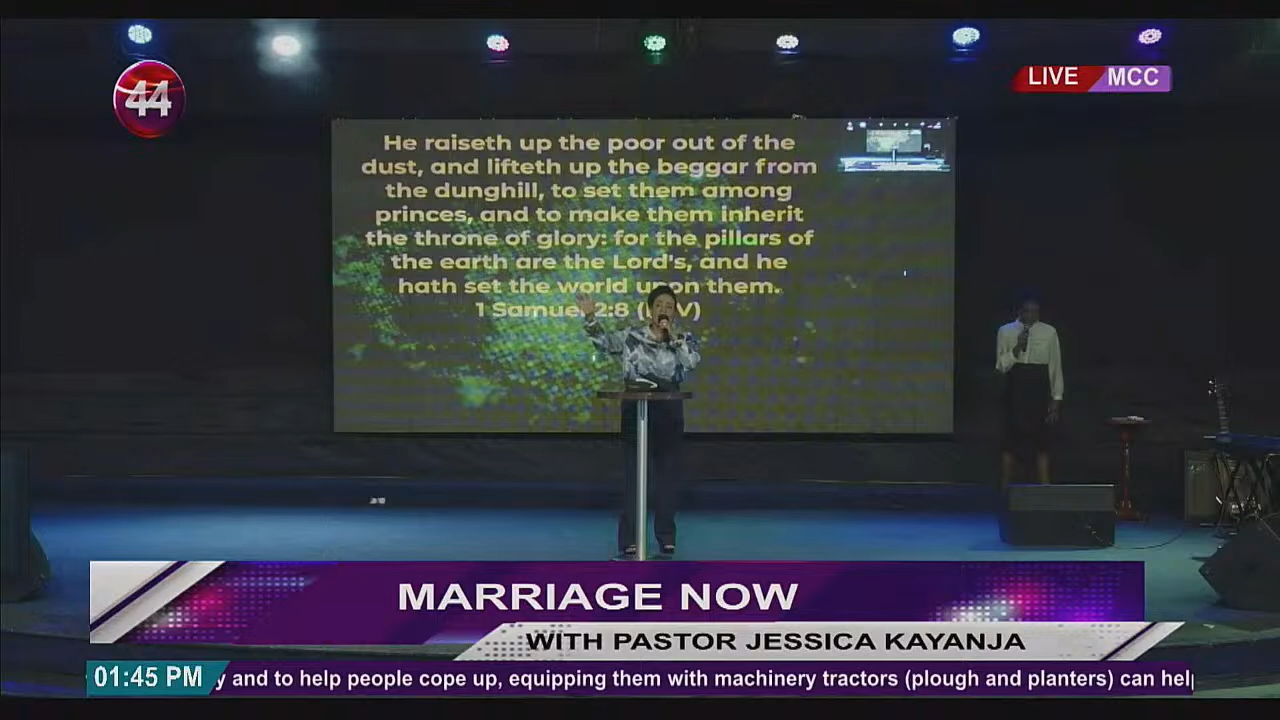 44
LIVE MCC
He raiseth up the poor out of the
dust, and lifteth up the beggar from
the dunghill, to set them among
princes, and to make them inherit
the throne of glory: for the pillars of
the earth are the Lord's, and he
hath set the world upon them.
1 Samuel 2:8
MARRIAGE NOW
WITH PASTOR JESSICA KAYANJA
01:45 PM y and to help people cope up, equipping them with machinery tractors (plough and planters) can hel